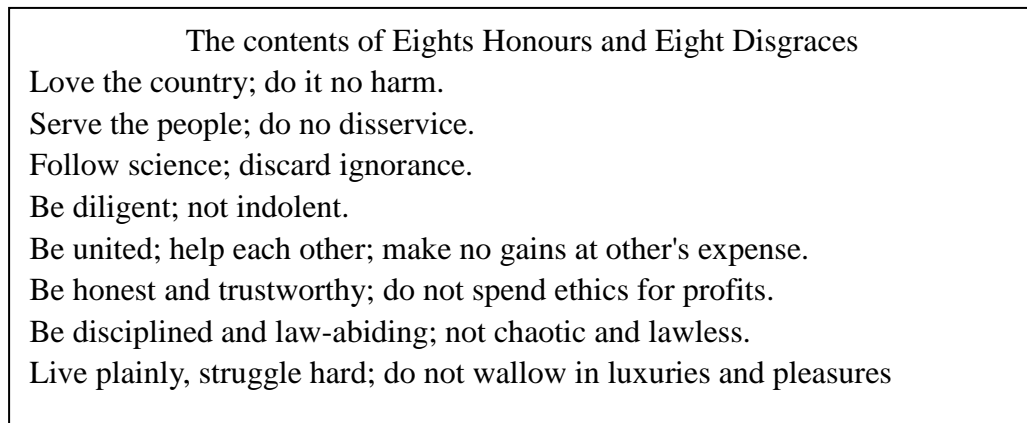 The contents of Eights Honours and Eight Disgraces
Love the country; do it no harm.
Serve the people; do no disservice.
Follow science; discard ignorance.
Be diligent; not indolent.
Be united; help each other; make no gains at other's expense.
Be honest and trustworthy; do not spend ethics for profits.
Be disciplined and law-abiding; not chaotic and lawless.
Live plainly, struggle hard; do not wallow in luxuries and pleasures